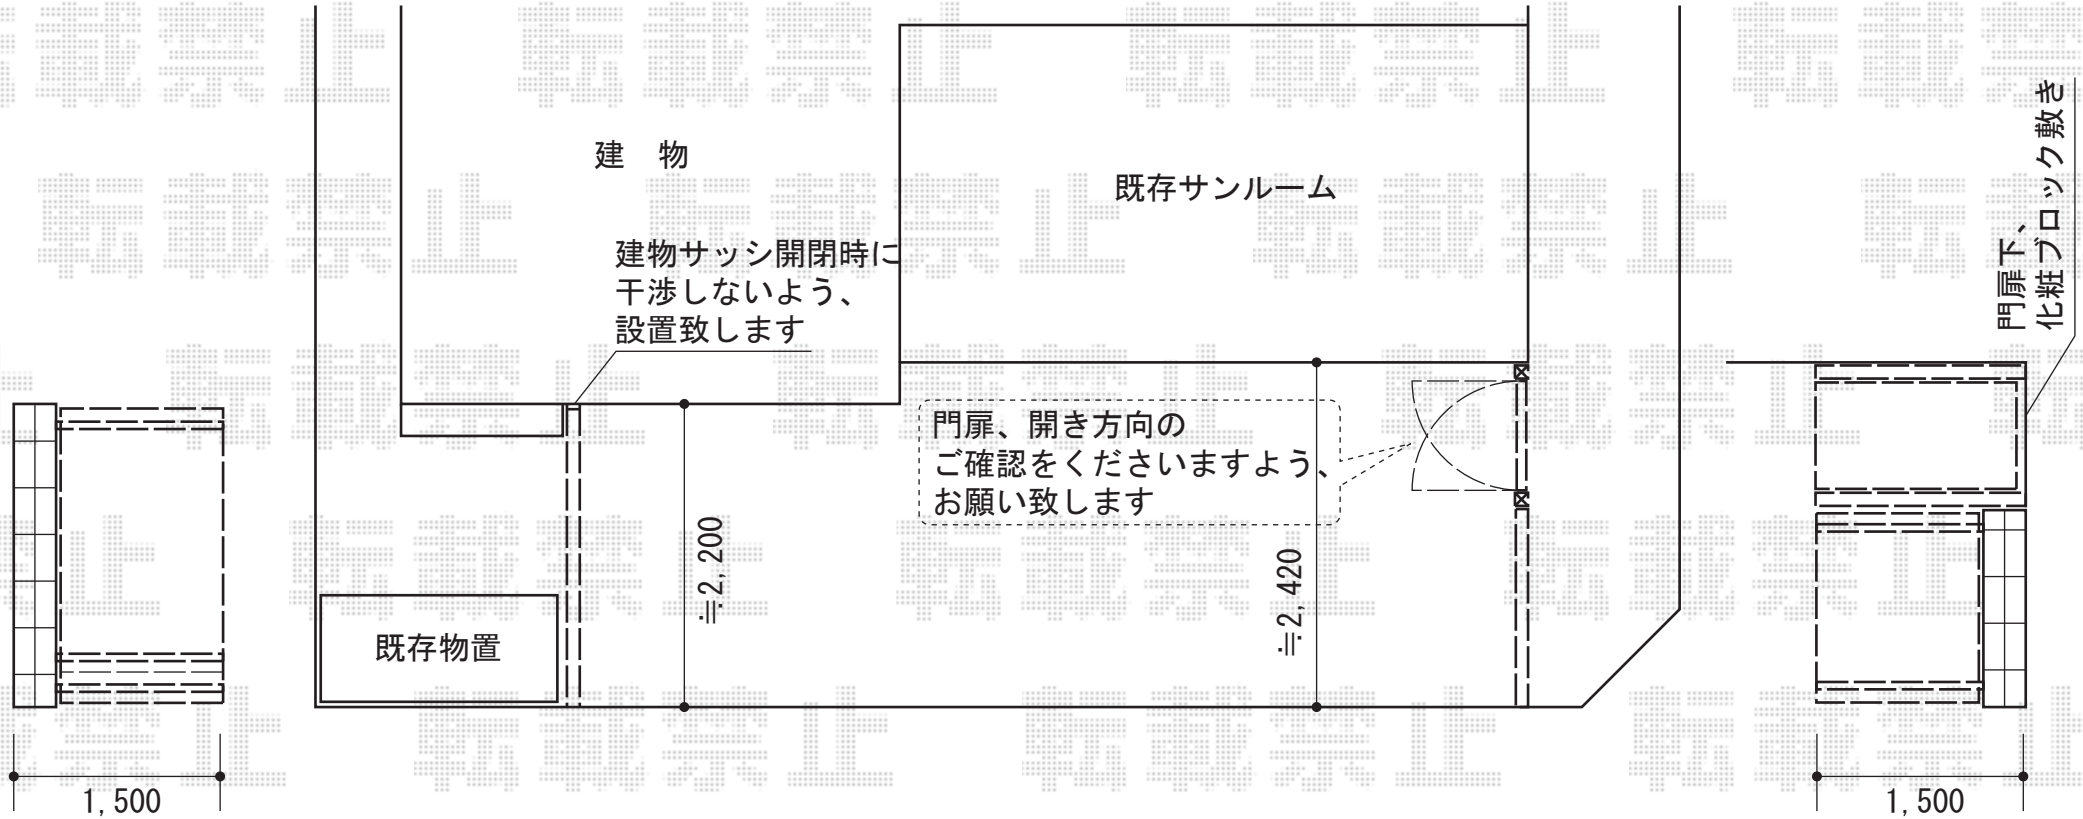 建 物
既存サンルーム
建物サッシ開閉時に
干渉しないよう、
設置致します
門扉下、
化粧ブロック敷き
門扉、開き方向の
ご確認をくださいますよう、
お願い致します
≒2,200
≒2,420
既存物置
1,500
1,500
転載禁止